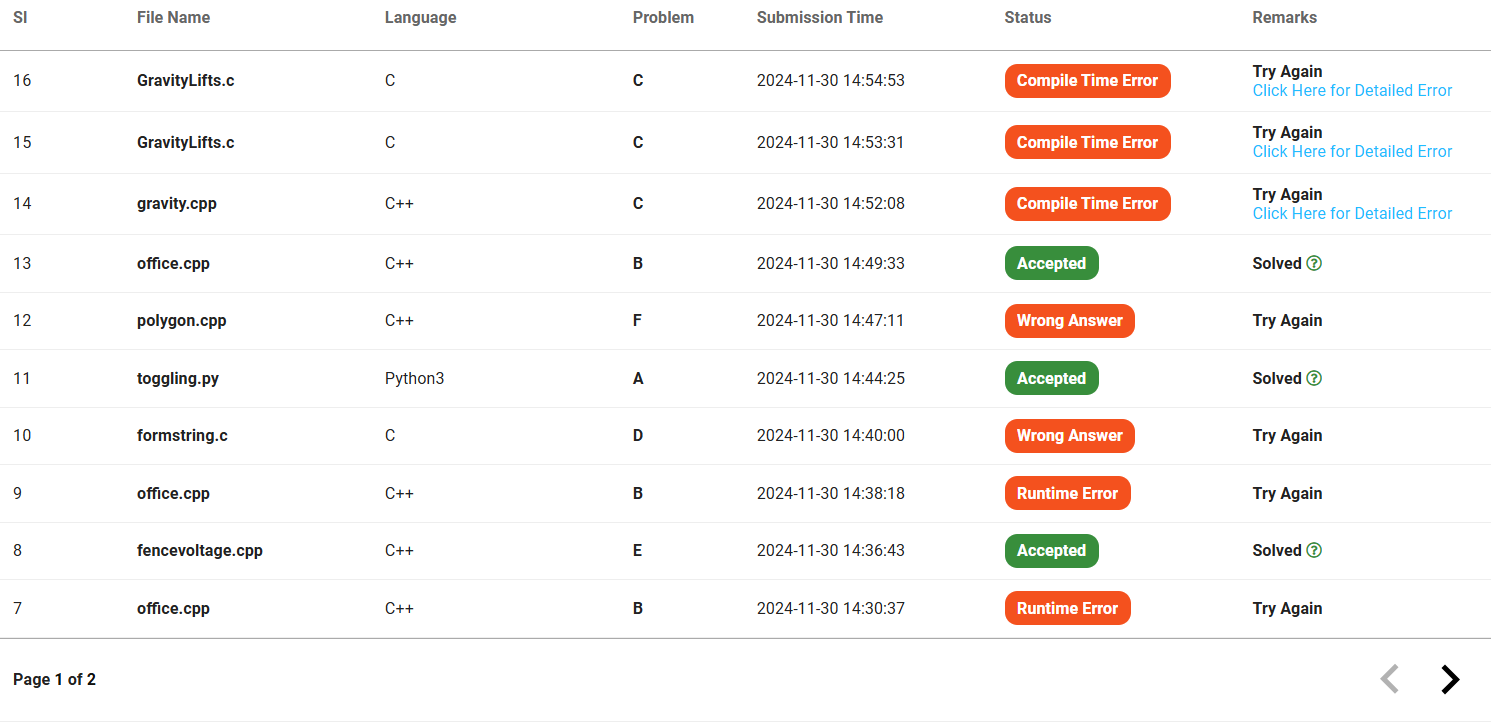 SI File Name Language Problem Submission Time Status Remarks
16 GravityLifts.c C C 2024-11-30 14:54:53 Compile Time Error Try Again
Click Here for Detailed Error
15 GravityLifts.c C C 2024-11-30 14:53:31 Compile Time Error Try Again
Click Here for Detailed Error
14 gravity.cpp C++ C 2024-11-30 14:52:08 Compile Time Error Try Again
Click Here for Detailed Error
13 office.cpp C++ B 2024-11-30 14:49:33 Accepted Solved ?
12 polygon.cpp C++ F 2024-11-30 14:47:11 Wrong Answer Try Again
11 toggling.py Python3 A 2024-11-30 14:44:25 Accepted Solved ?
10 formstring.c C D 2024-11-30 14:40:00 Wrong Answer Try Again
9 office.cpp C++ B 2024-11-30 14:38:18 Runtime Error Try Again
8 fencevoltage.cpp C++ E 2024-11-30 14:36:43 Accepted Solved ?
7 office.cpp C++ B 2024-11-30 14:30:37 Runtime Error Try Again
Page 1 of 2